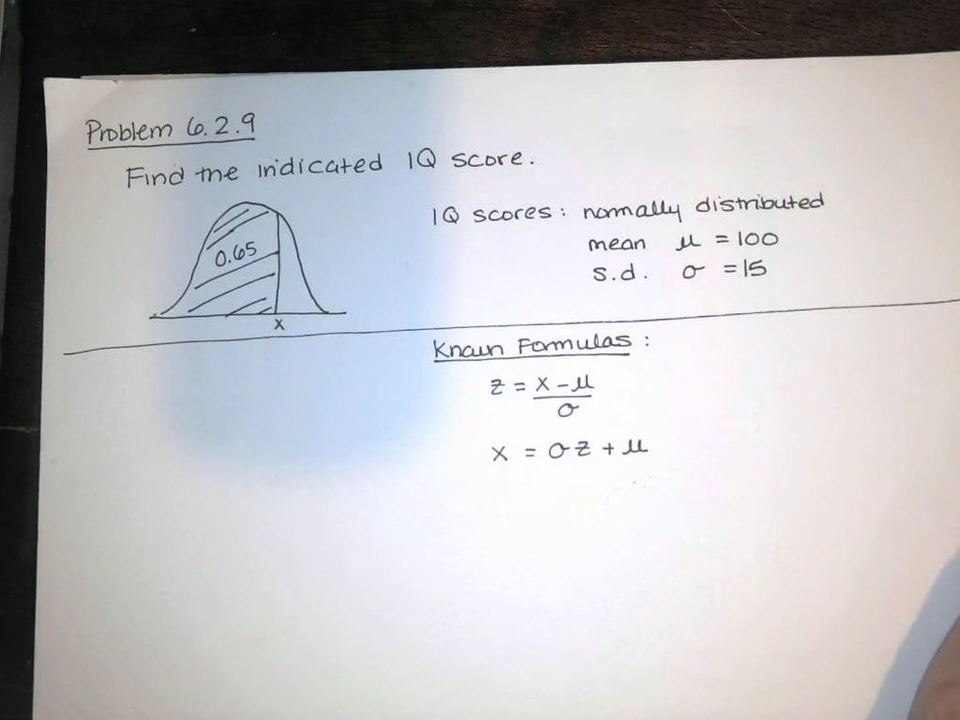 Problem 6.2.9
Find the indicated IQ score.
0.65
x
IQ scores: normally distributed
mean μ = 100
s.d. σ = 15
Known Formulas:
z = x - μ
σ
x = σz + μ